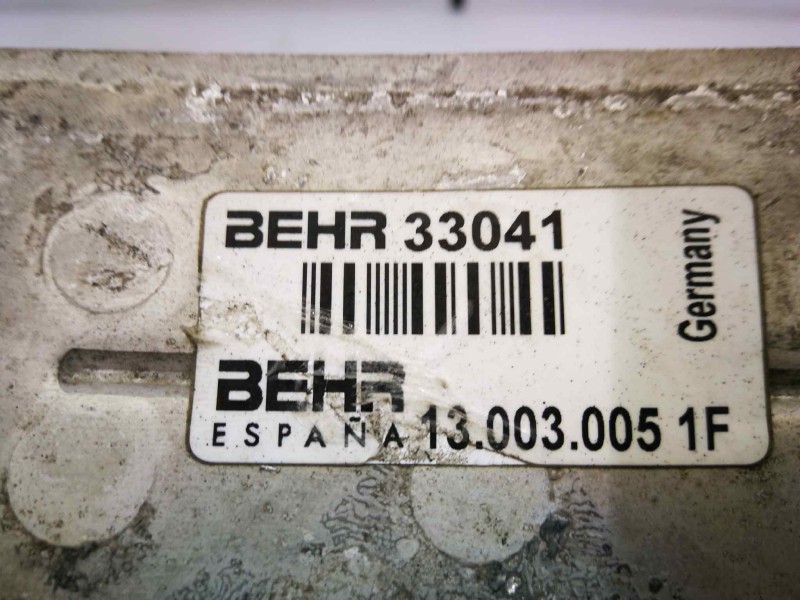 BEHR 33041
BEHR
ESPAÑA 13.003.005 1F
Germany